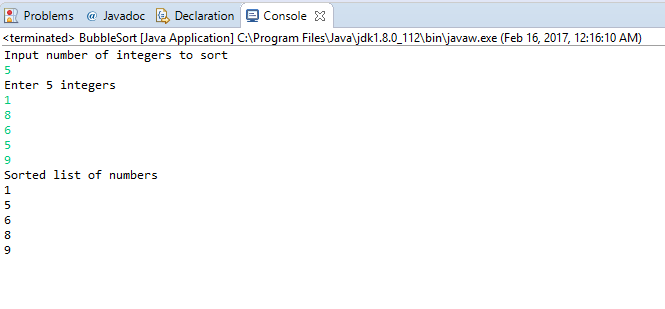 Problems @ Javadoc Declaration Console
<terminated> BubbleSort [Java Application] C:\Program Files\Java\jdk1.8.0_112\bin\javaw.exe (Feb 16, 2017, 12:16:10 AM)
Input number of integers to sort
5
Enter 5 integers
1
8
6
5
9
Sorted list of numbers
1
5
6
8
9